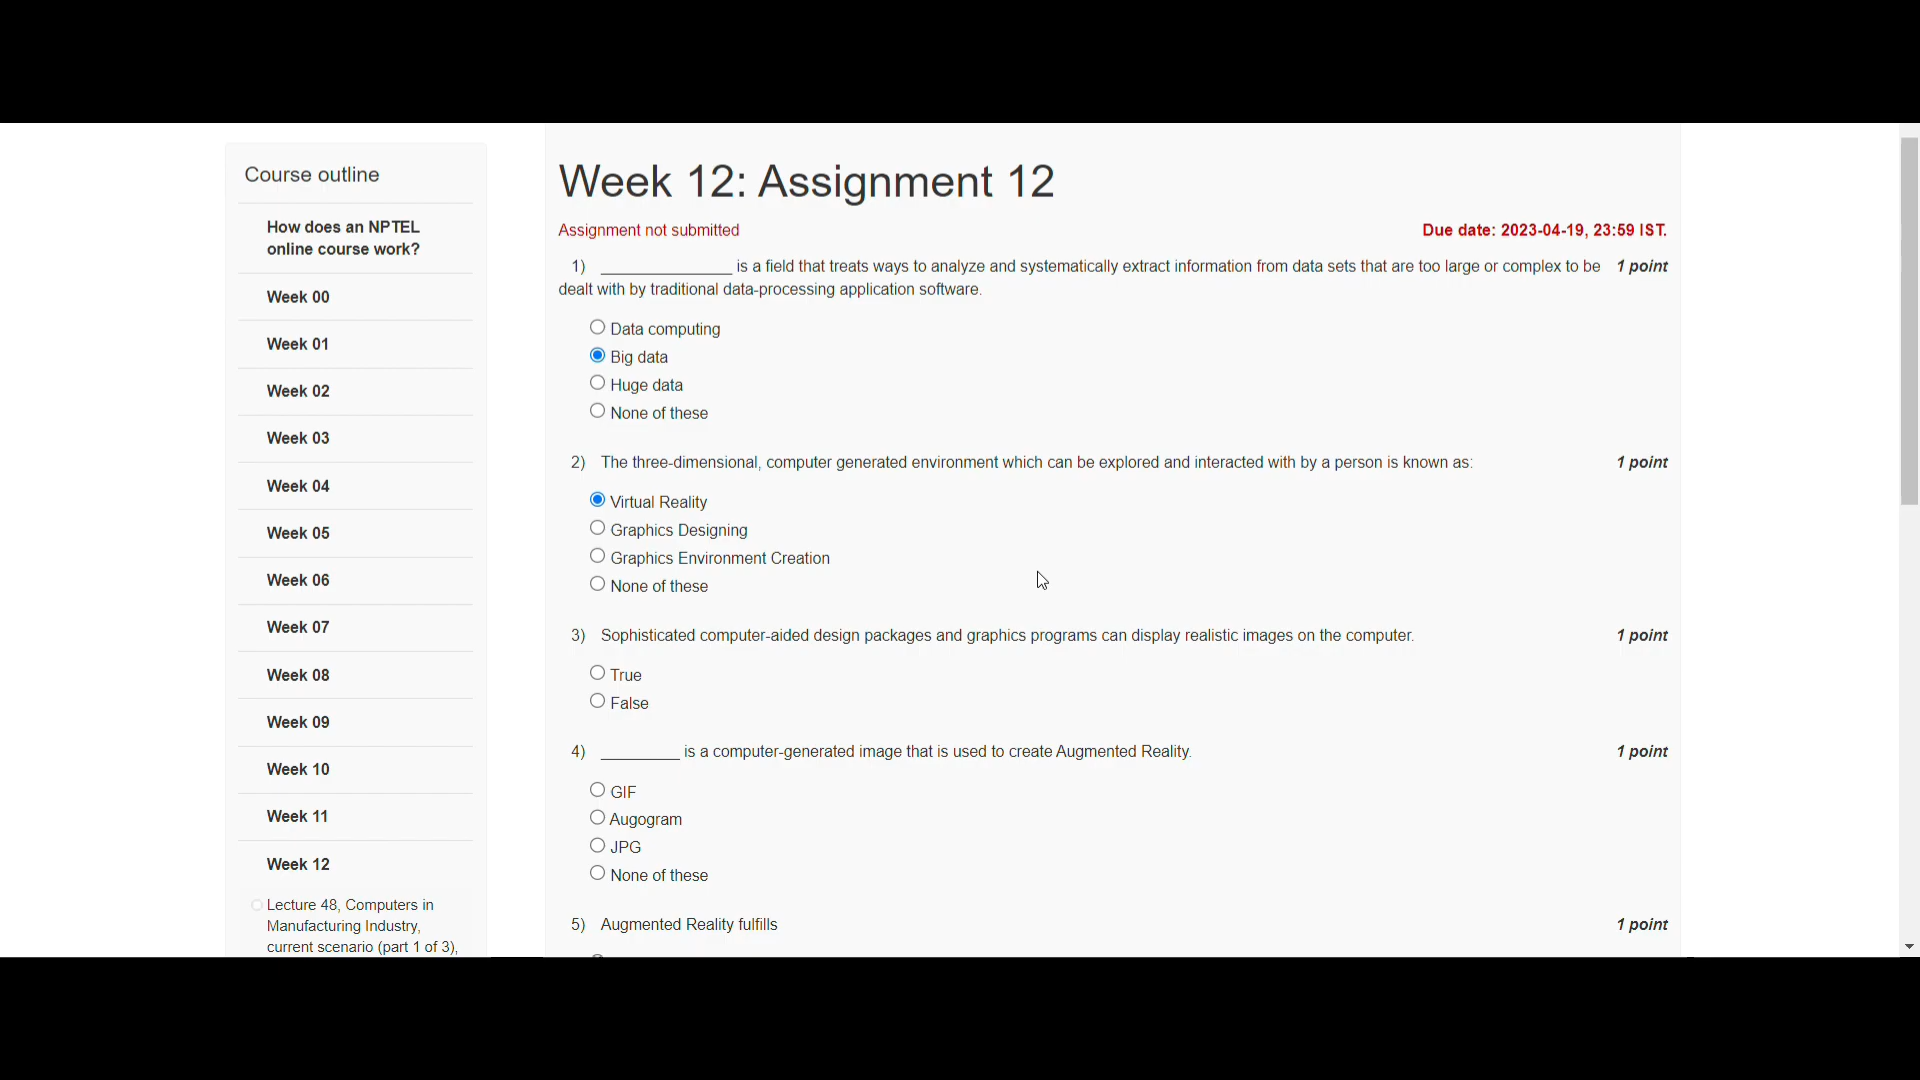 Course outline
How does an NPTEL
online course work?
Week 00
Week 01
Week 02
Week 03
Week 04
Week 05
Week 06
Week 07
Week 08
Week 09
Week 10
Week 11
Week 12
Lecture 48, Computers in
Manufacturing Industry,
current scenario (part 1 of 3),
Week 12: Assignment 12
Assignment not submitted Due date: 2023-04-19, 23:59 IST.
1) _______________ is a field that treats ways to analyze and systematically extract information from data sets that are too large or complex to be 1 point
dealt with by traditional data-processing application software.
Data computing
Big data
Huge data
None of these
2) The three-dimensional, computer generated environment which can be explored and interacted with by a person is known as: 1 point
Virtual Reality
Graphics Designing
Graphics Environment Creation
None of these
3) Sophisticated computer-aided design packages and graphics programs can display realistic images on the computer. 1 point
True
False
4) _________ is a computer-generated image that is used to create Augmented Reality. 1 point
GIF
Augogram
JPG
None of these
5) Augmented Reality fulfills 1 point